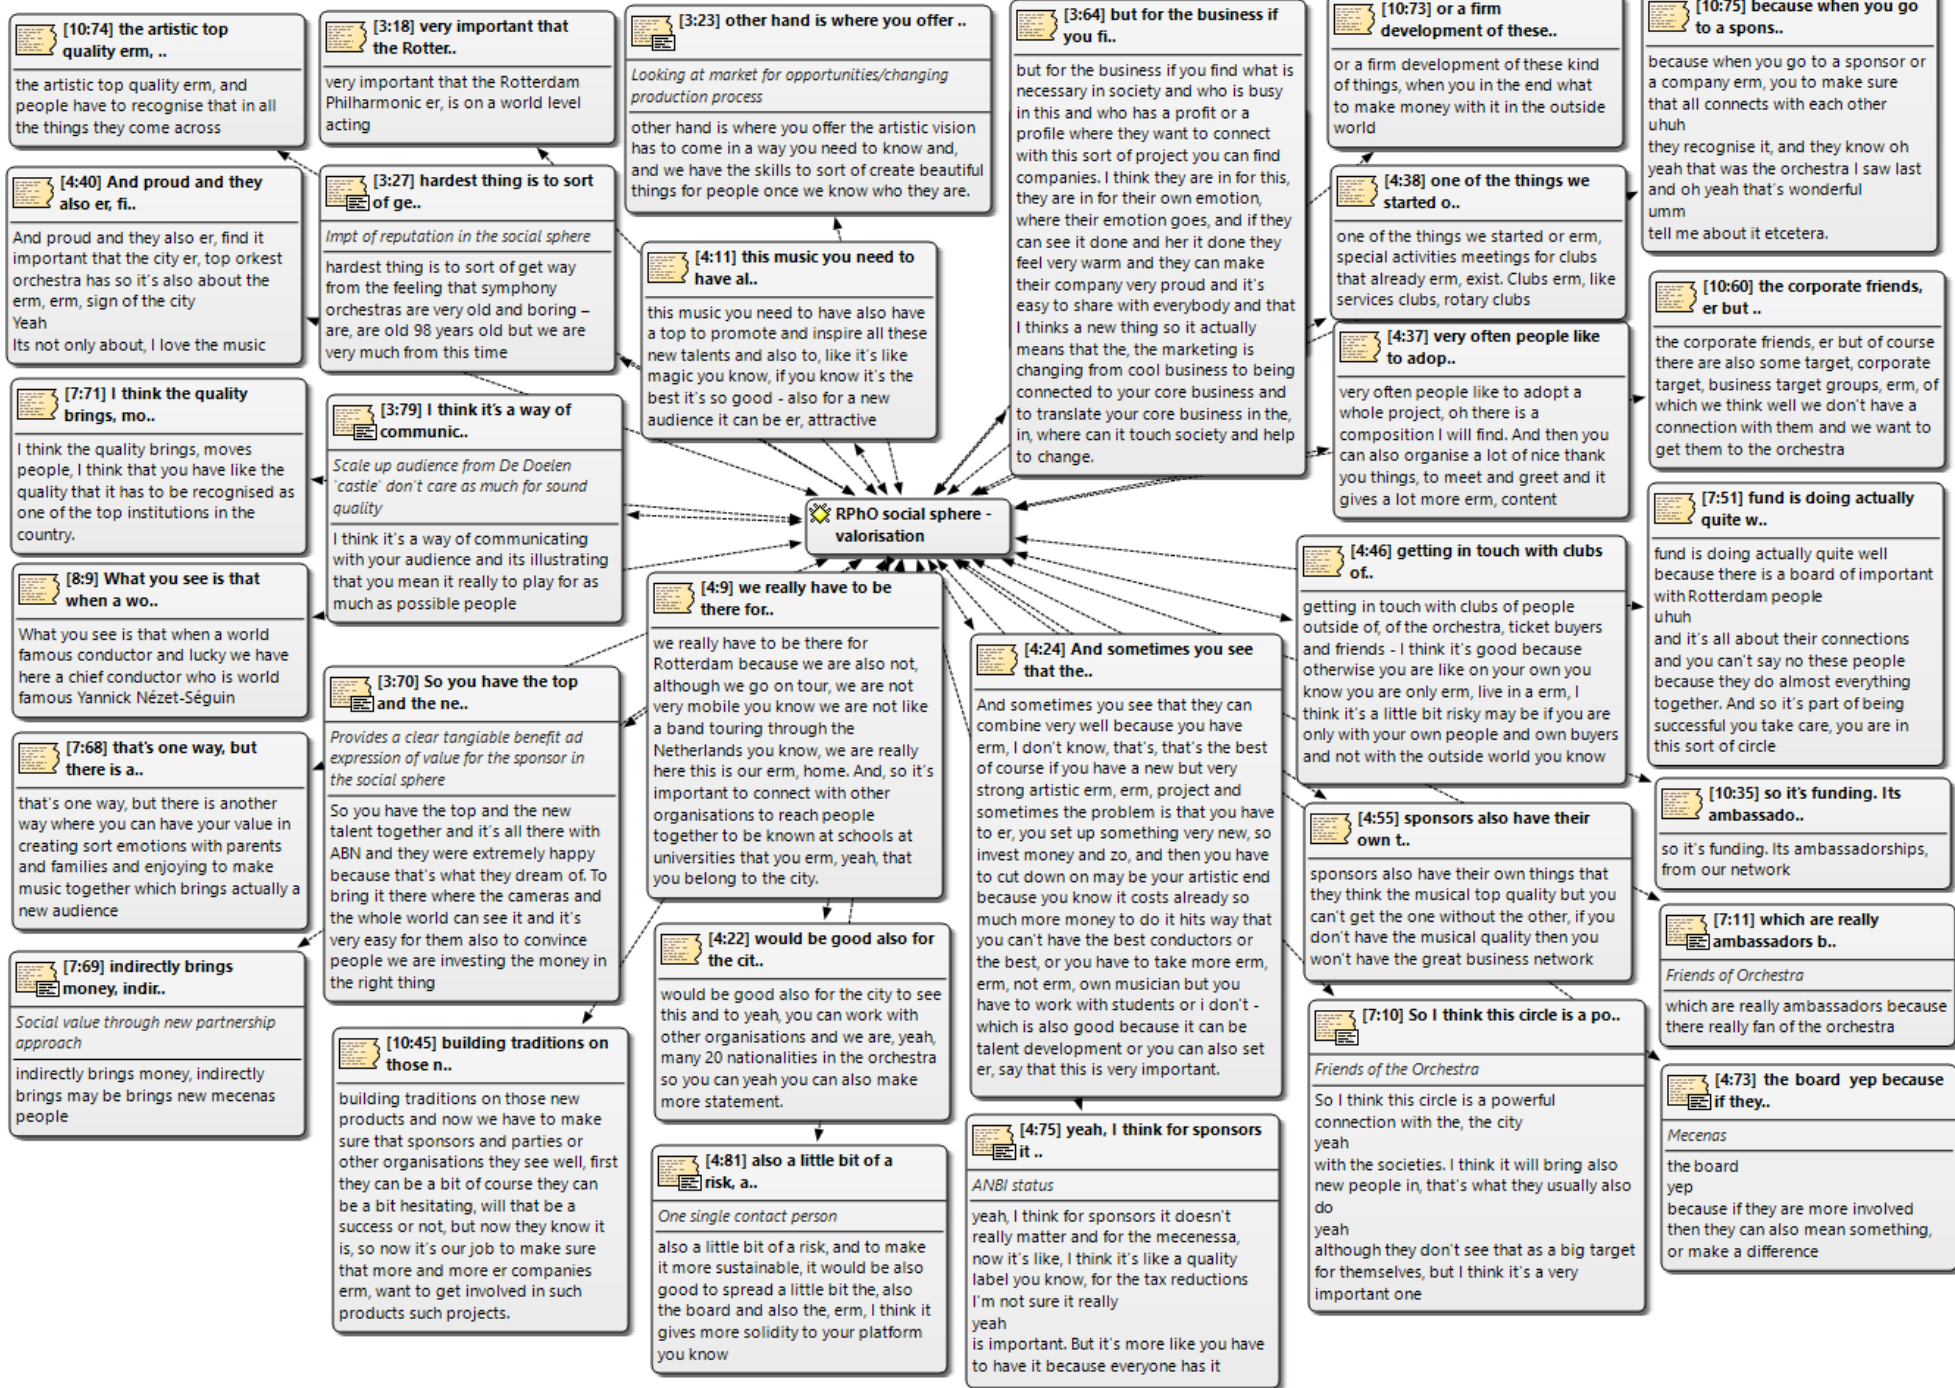 [10:74] the artistic top
quality erm, ..
the artistic top quality erm, and
people have to recognise that in all
the things they come across
[3:18] very important that
the Rotter..
very important that the Rotterdam
Philharmonic er, is on a world level
acting
[3:23] other hand is where you offer ..
Looking at market for opportunities/changing
production process
other hand is where you offer the artistic vision
has to come in a way you need to know and,
and we have the skills to sort of create beautiful
things for people once we know who they are.
[3:64] but for the business if
you fi..
but for the business if you find what is
necessary in society and who is busy
in this and who has a profit or a
profile where they want to connect
with this sort of project you can find
companies. I think they are in for this,
they are in for their own emotion,
where their emotion goes, and if they
can see it done and her it done they
feel very warm and they can make
their company very proud and it's
easy to share with everybody and that
I thinks a new thing so it actually
means that the, the marketing is
changing from cool business to being
connected to your core business and
to translate your core business in the,
in, where can it touch society and help
to change.
[10:73] or a firm
development of these..
or a firm development of these kind
of things, when you in the end what
to make money with it in the outside
world
[10:75] because when you go
to a spons..
because when you go to a sponsor or
a company erm, you to make sure
that all connects with each other
uhuh
they recognise it, and they know oh
yeah that was the orchestra I saw last
and oh yeah that's wonderful
umm
tell me about it etcetera.
[4:40] And proud and they
also er, fi..
And proud and they also er, find it
important that the city er, top orkest
orchestra has so it's also about the
erm, erm, sign of the city
Yeah
Its not only about, I love the music
[3:27] hardest thing is to sort
of ge..
Impt of reputation in the social sphere
hardest thing is to sort of get way
from the feeling that symphony
orchestras are very old and boring –
are, are old 98 years old but we are
very much from this time
[4:11] this music you need to
have al..
this music you need to have also have
a top to promote and inspire all these
new talents and also to, like it's like
magic you know, if you know it's the
best it's so good - also for a new
audience it can be er, attractive
[4:38] one of the things we
started o..
one of the things we started or erm,
special activities meetings for clubs
that already erm, exist. Clubs erm, like
services clubs, rotary clubs
[10:60] the corporate friends,
er but ..
the corporate friends, er but of course
there are also some target, corporate
target, business target groups, erm, of
which we think well we don't have a
connection with them and we want to
get them to the orchestra
[4:37] very often people like
to adop..
very often people like to adopt a
whole project, oh there is a
composition I will find. And then you
can also organise a lot of nice thank
you things, to meet and greet and it
gives a lot more erm, content
[7:71] I think the quality
brings, mo..
I think the quality brings, moves
people, I think that you have like the
quality that it has to be recognised as
one of the top institutions in the
country.
[3:79] I think it's a way of
communic..
Scale up audience from De Doelen
'castle' don't care as much for sound
quality
I think it's a way of communicating
with your audience and its illustrating
that you mean it really to play for as
much as possible people
RPhO social sphere -
valorisation
[7:51] fund is doing actually
quite w..
fund is doing actually quite well
because there is a board of important
with Rotterdam people
uhuh
and it's all about their connections
and you can't say no these people
because they do almost everything
together. And so it's part of being
successful you take care, you are in
this sort of circle
[4:46] getting in touch with clubs
of..
getting in touch with clubs of people
outside of, of the orchestra, ticket buyers
and friends - I think it's good because
otherwise you are like on your own you
know you are only erm, live in a erm, I
think it's a little bit risky may be if you are
only with your own people and own buyers
and not with the outside world you know
[8:9] What you see is that
when a wo..
What you see is that when a world
famous conductor and lucky we have
here a chief conductor who is world
famous Yannick Nézet-Séguin
[4:9] we really have to be
there for..
we really have to be there for
Rotterdam because we are also not,
although we go on tour, we are not
very mobile you know we are not like
a band touring through the
Netherlands you know, we are really
here this is our erm, home. And, so it's
important to connect with other
organisations to reach people
together to be known at schools at
universities that you erm, yeah, that
you belong to the city.
[4:24] And sometimes you see
that the..
And sometimes you see that they can
combine very well because you have
erm, I don't know, that's, that's the best
of course if you have a new but very
strong artistic erm, erm, project and
sometimes the problem is that you have
to er, you set up something very new, so
invest money and zo, and then you have
to cut down on may be your artistic end
because you know it costs already so
much more money to do it hits way that
you can't have the best conductors or
the best, or you have to take more erm,
erm, not erm, own musician but you
have to work with students or i don't -
which is also good because it can be
talent development or you can also set
er, say that this is very important.
[3:70] So you have the top
and the ne..
Provides a clear tangiable benefit ad
expression of value for the sponsor in
the social sphere
So you have the top and the new
talent together and it's all there with
ABN and they were extremely happy
because that's what they dream of. To
bring it there where the cameras and
the whole world can see it and it's
very easy for them also to convince
people we are investing the money in
the right thing
[7:68] that's one way, but
there is a..
that's one way, but there is another
way where you can have your value in
creating sort emotions with parents
and families and enjoying to make
music together which brings actually a
new audience
[10:35] so it's funding. Its
ambassado..
so it's funding. Its ambassadorships,
from our network
[4:55] sponsors also have their
own t..
sponsors also have their own things that
they think the musical top quality but you
can't get the one without the other, if you
don't have the musical quality then you
won't have the great business network
[7:11] which are really
ambassadors b..
Friends of Orchestra
which are really ambassadors because
there really fan of the orchestra
[4:22] would be good also for
the cit..
would be good also for the city to see
this and to yeah, you can work with
other organisations and we are, yeah,
many 20 nationalities in the orchestra
so you can yeah you can also make
more statement.
[7:69] indirectly brings
money, indir..
Social value through new partnership
approach
indirectly brings money, indirectly
brings may be brings new mecenas
people
[7:10] So I think this circle is a po..
Friends of the Orchestra
So I think this circle is a powerful
connection with the, the city
yeah
with the societies. I think it will bring also
new people in, that's what they usually also
do
yeah
although they don't see that as a big target
for themselves, but I think it's a very
important one
[10:45] building traditions on
those n..
building traditions on those new
products and now we have to make
sure that sponsors and parties or
other organisations they see well, first
they can be a bit of course they can
be a bit hesitating, will that be a
success or not, but now they know it
is, so now it's our job to make sure
that more and more er companies
erm, want to get involved in such
products such projects.
[4:73] the board yep because
if they..
Mecenas
the board
yep
because if they are more involved
then they can also mean something,
or make a difference
[4:75] yeah, I think for sponsors
it ..
ANBI status
yeah, I think for sponsors it doesn't
really matter and for the mecenessa,
now it's like, I think it's like a quality
label you know, for the tax reductions
I'm not sure it really
yeah
is important. But it's more like you have
to have it because everyone has it
[4:81] also a little bit of a
risk, a..
One single contact person
also a little bit of a risk, and to make
it more sustainable, it would be also
good to spread a little bit the, also
the board and also the, erm, I think it
gives more solidity to your platform
you know